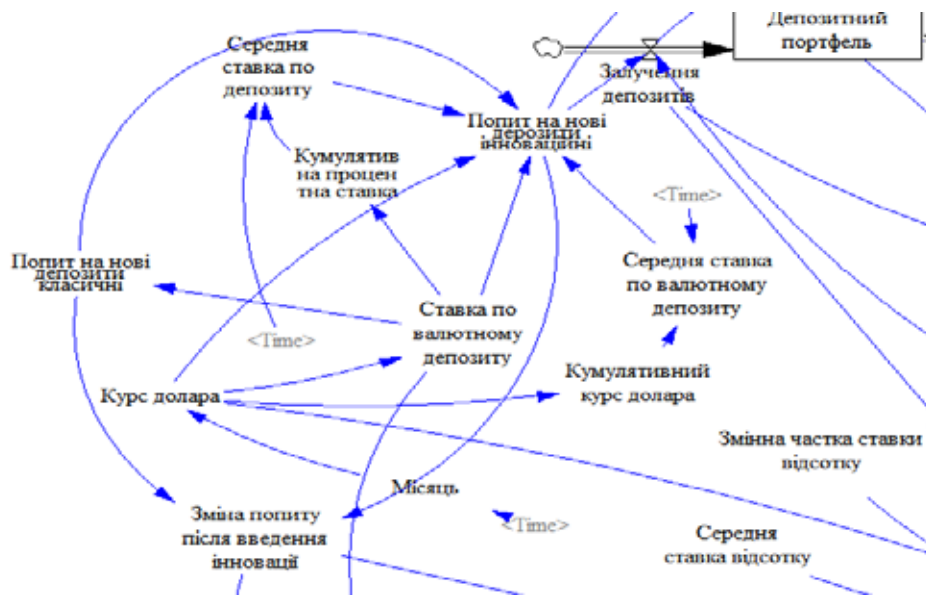 Депозитний
портфель
Середня
ставка по
депозиту
Залучення
депозитів
Попит на нові
дерозити
інноваційні
Кумулятив
на процен
тна ставка
<Time>
Попит на нові
депозити
класичні
Середня ставка
по валютному
депозиту
Ставка по
валютному
депозиту
<Time>
Кумулятивний
курс долара
Курс долара
Змінна частка ставки
відсотку
Місяць
<Time>
Зміна попиту
після введення
інновації
Середня
ставка відсотку